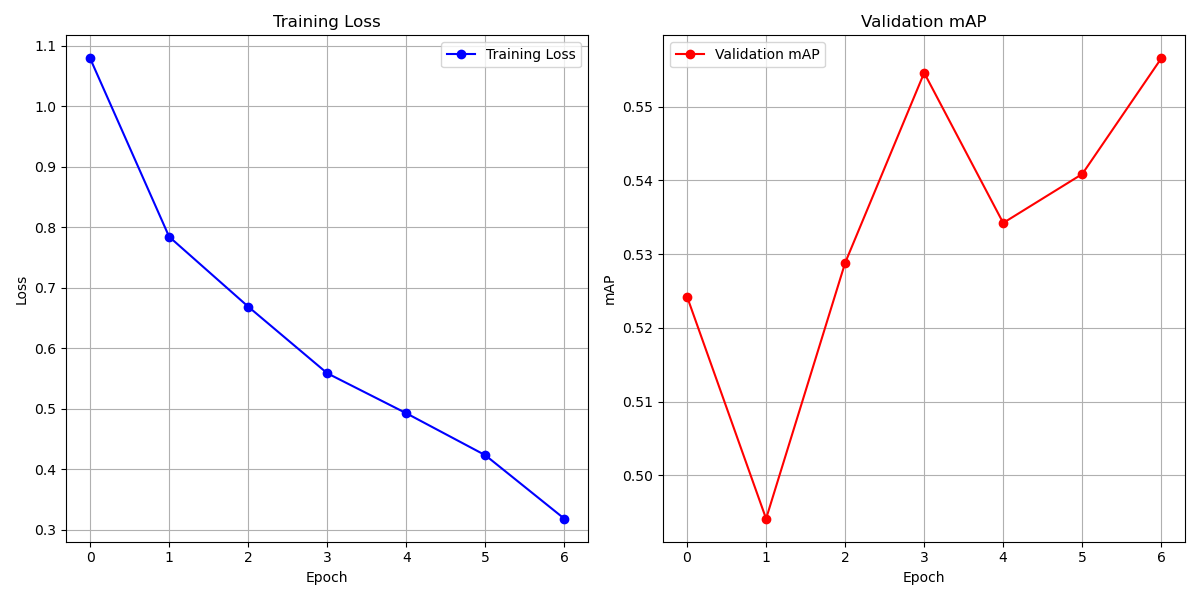 Training Loss
Training Loss
1.1
1.0
0.9
0.8
0.7
0.6
0.5
0.4
0.3
Loss
0 1 2 3 4 5 6
Epoch
Validation mAP
Validation mAP
0.55
0.54
0.53
0.52
0.51
0.50
mAP
0 1 2 3 4 5 6
Epoch